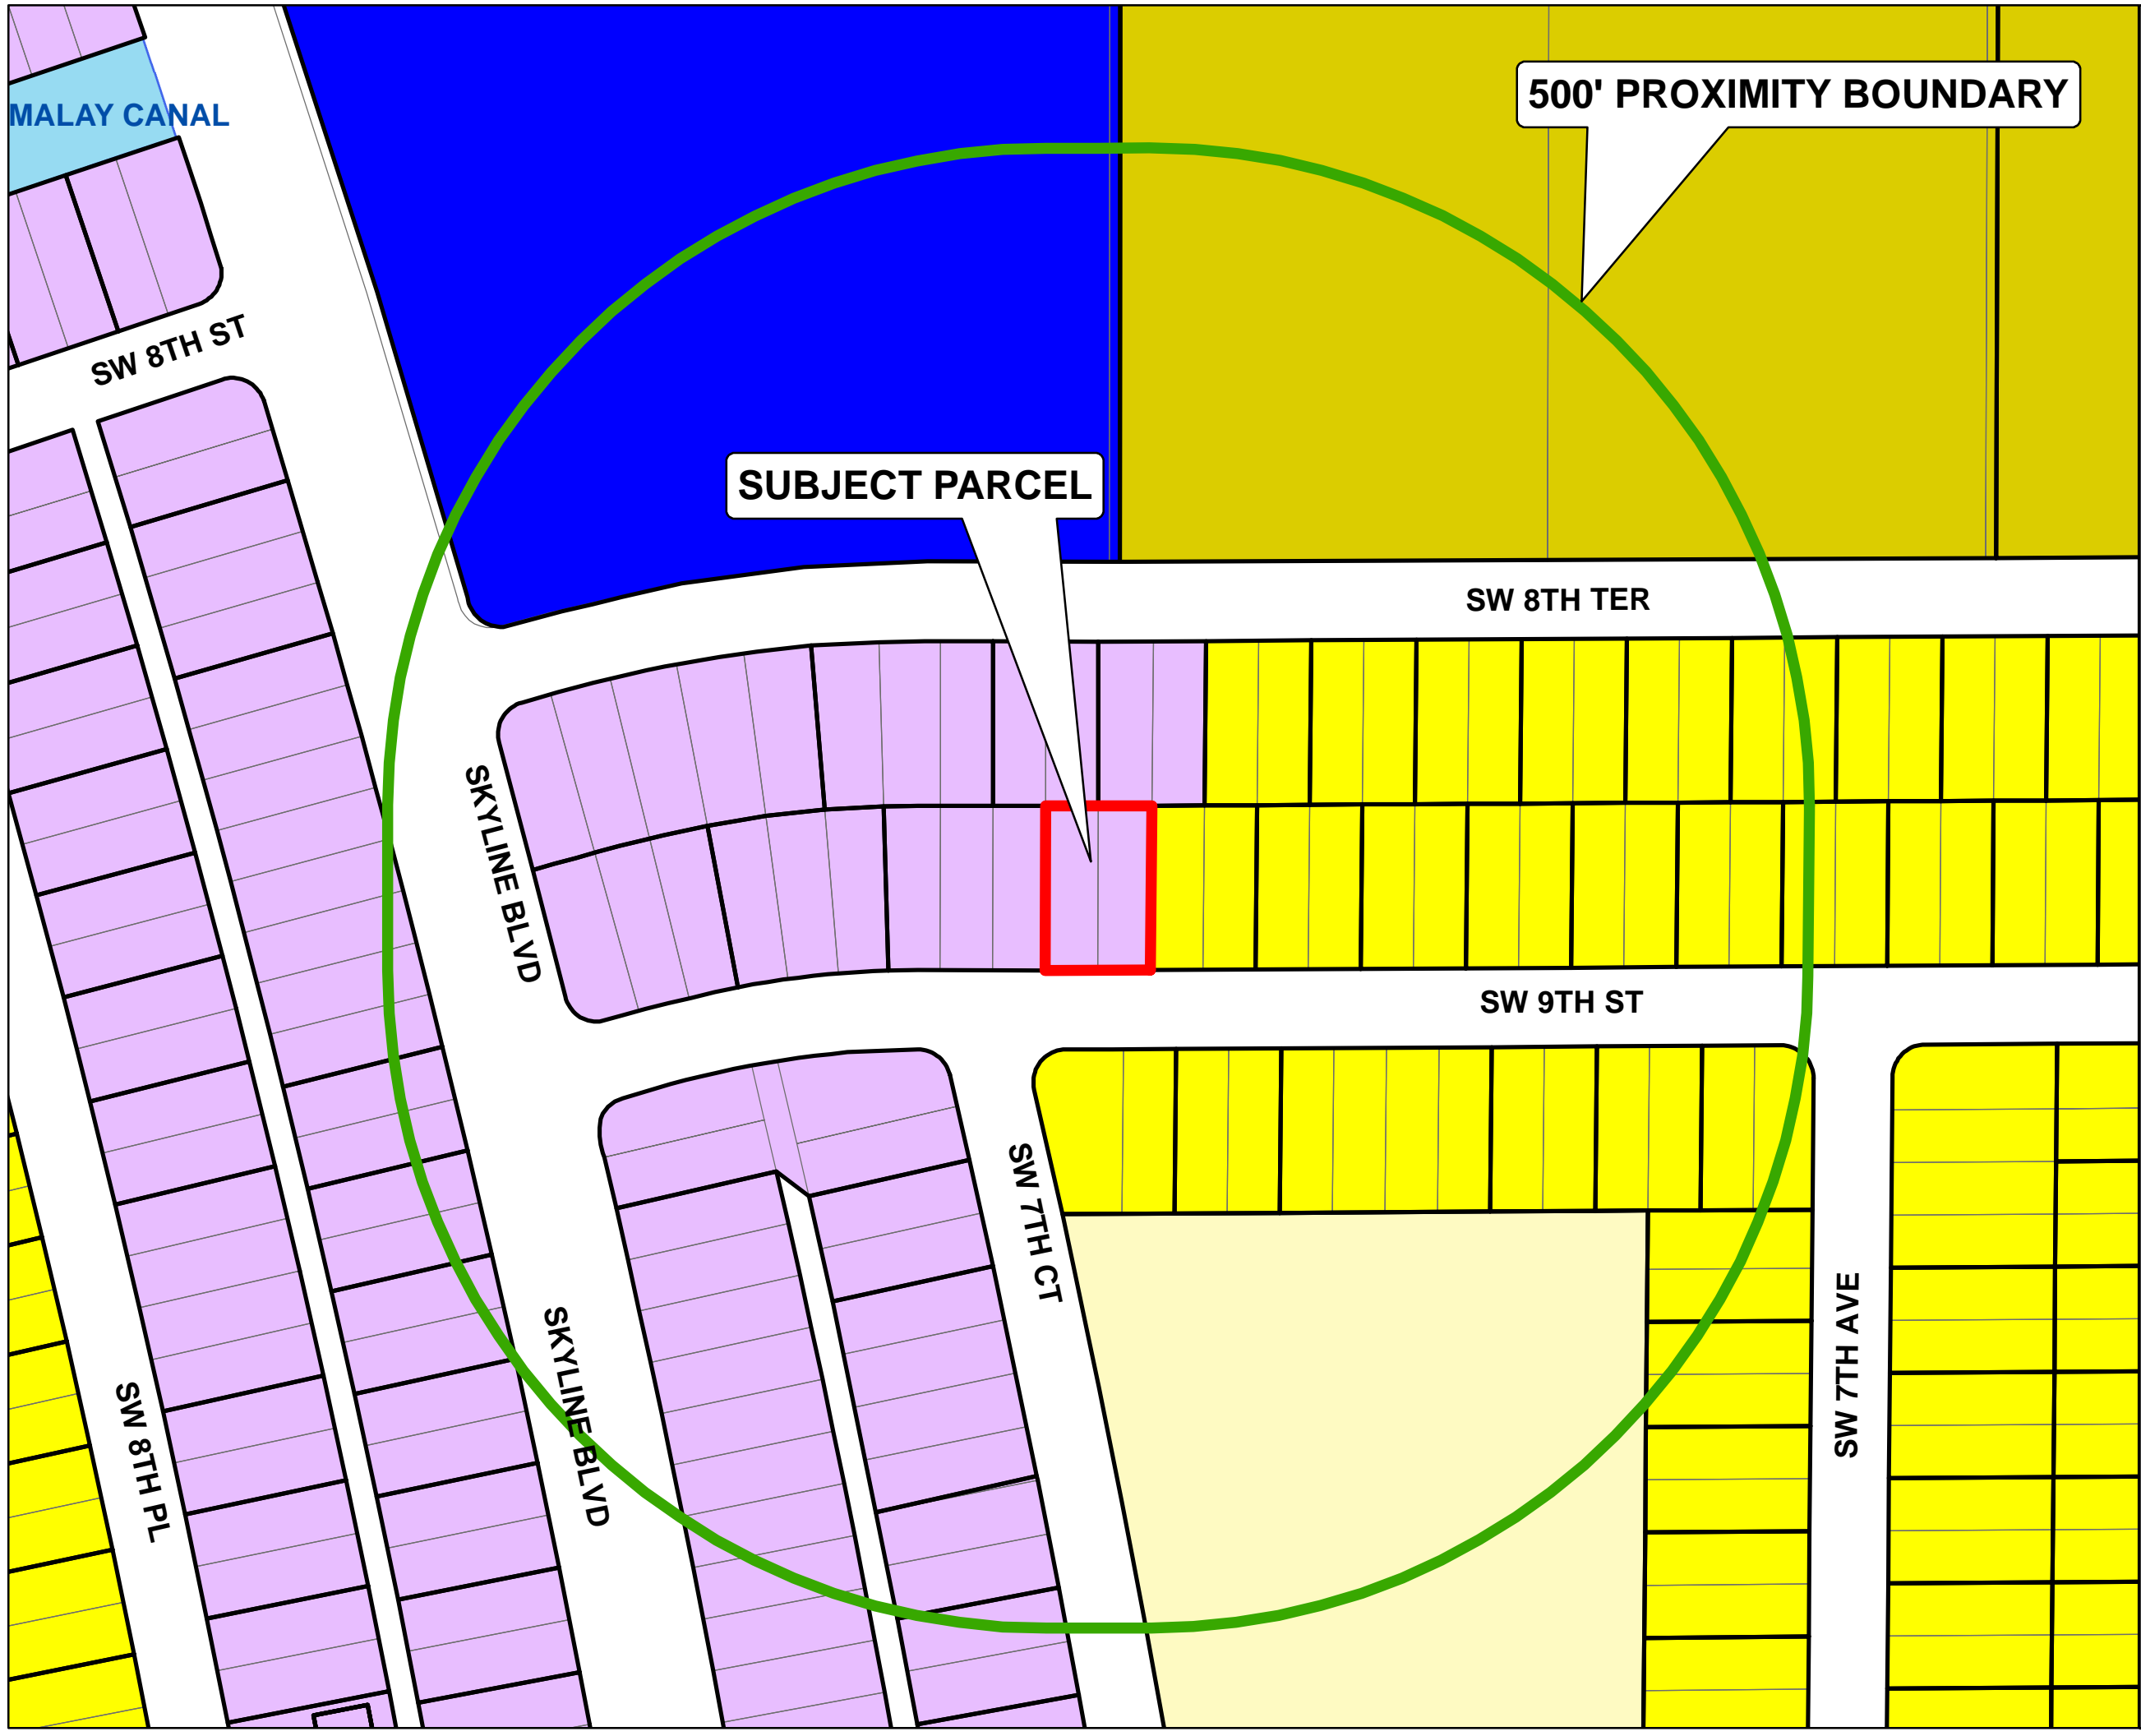 500' PROXIMITY BOUNDARY
MALAY CANAL
SW 8TH ST
SUBJECT PARCEL
SW 8TH TER
SKYLINE BLVD
SW 9TH ST
SW 7TH CT
SKYLINE BLVD
SW 7TH AVE
SW 8TH PL